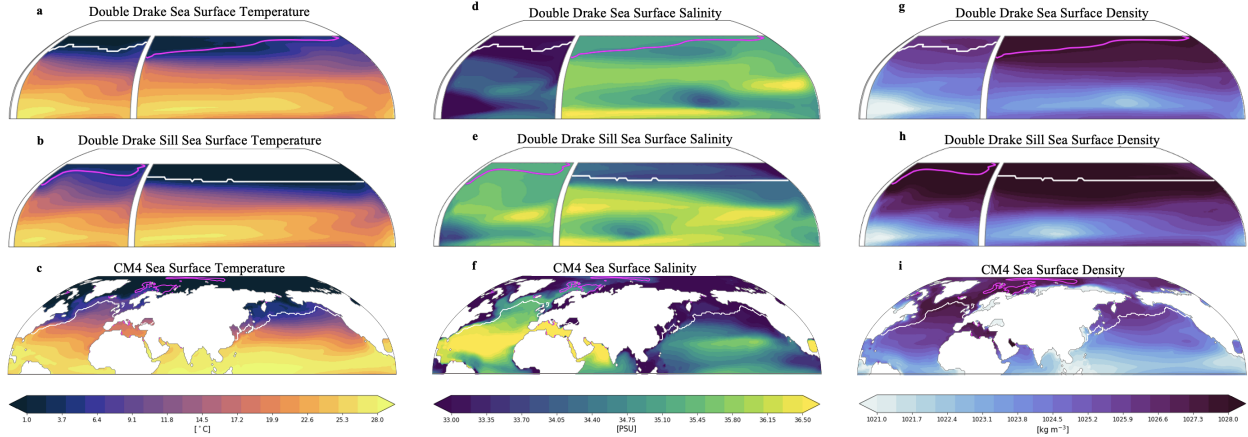 a Double Drake Sea Surface Temperature
d Double Drake Sea Surface Salinity
g Double Drake Sea Surface Density
b Double Drake Sill Sea Surface Temperature
e Double Drake Sill Sea Surface Salinity
h Double Drake Sill Sea Surface Density
c CM4 Sea Surface Temperature
f CM4 Sea Surface Salinity
i CM4 Sea Surface Density
1.0 3.7 6.4 9.1 11.8 14.5 17.2 19.9 22.6 25.3 28.0
[°C]
33.00 33.35 33.70 34.05 34.40 34.75 35.10 35.45 35.80 36.15 36.50
[PSU]
1021.0 1021.7 1022.4 1023.1 1023.8 1024.5 1025.2 1025.9 1026.6 1027.3 1028.0
[kg m⁻³]